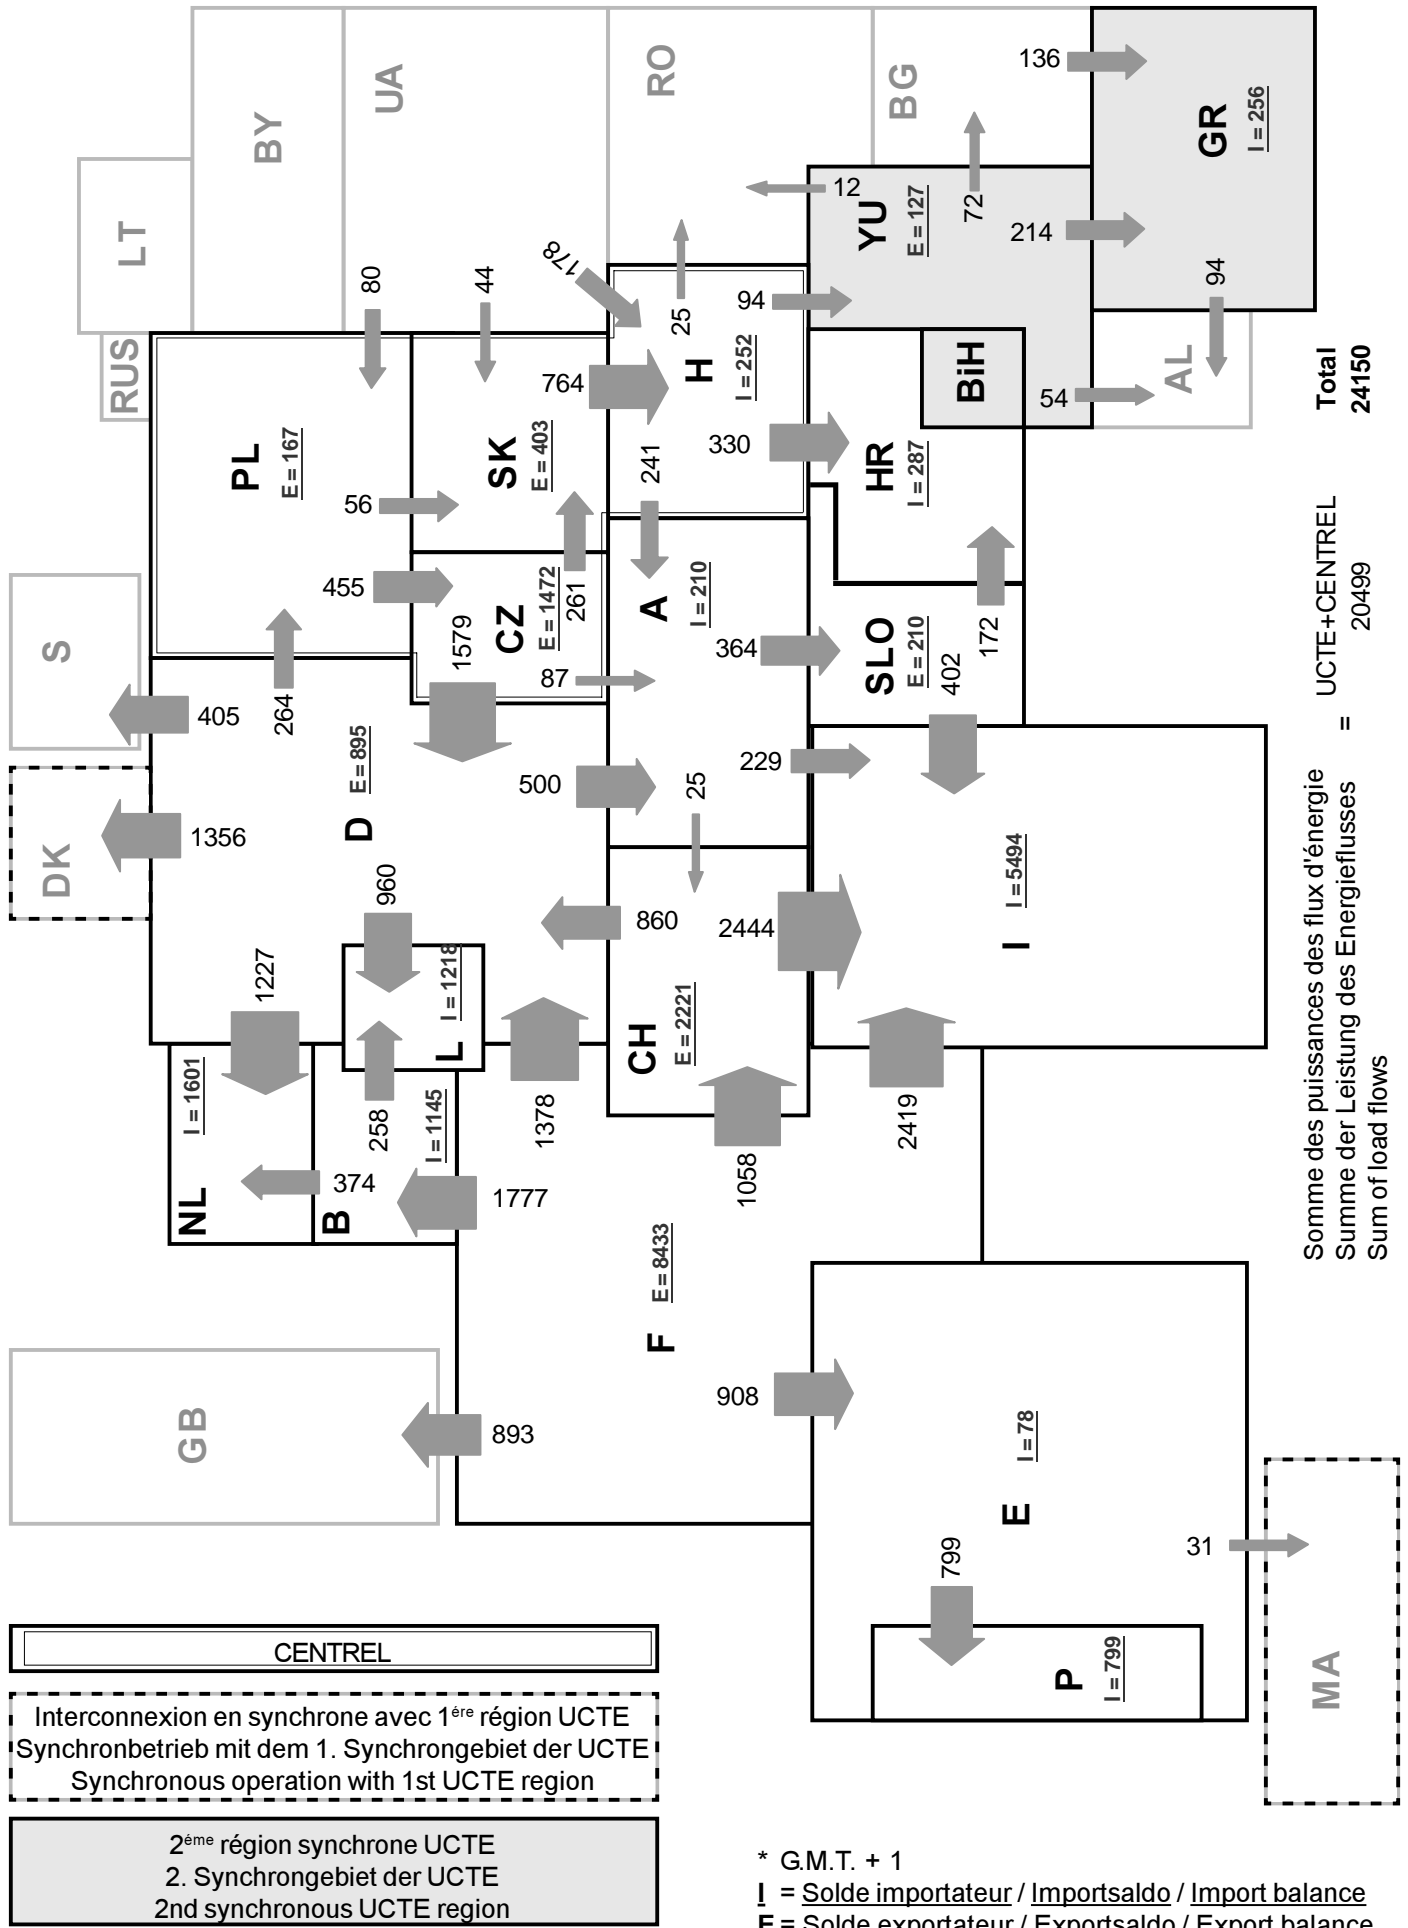 BY
UA
RO
BG
136
GR
I = 256
LT
12
YU
E = 127
72
214
94
RUS
80
44
178
25
94
H
I = 252
BiH
54
AL
PL
E = 167
56
SK
E = 403
764
241
330
HR
I = 287
455
264
1579
CZ
E = 1472
261
87
A
I = 210
364
SLO
E = 210
402
172
S
405
DK
1356
D
E = 895
500
25
229
960
860
2444
I
I = 5494
1227
L
I = 1218
CH
E = 2221
NL
I = 1601
258
I = 1145
1378
1058
2419
374
B
1777
F
E = 8433
GB
893
908
E
I = 78
799
31
P
I = 799
MA
Somme des puissances des flux d'énergie
Summe der Leistung des Energieflusses
Sum of load flows
=
UCTE+CENTREL
20499
Total
24150
CENTREL
Interconnexion en synchrone avec 1ére région UCTE
Synchronbetrieb mit dem 1. Synchrongebiet der UCTE
Synchronous operation with 1st UCTE region
2éme région synchrone UCTE
2. Synchrongebiet der UCTE
2nd synchronous UCTE region
* G.M.T. + 1
I = Solde importateur / Importsaldo / Import balance
E = Solde exportateur / Exportsaldo / Export balance